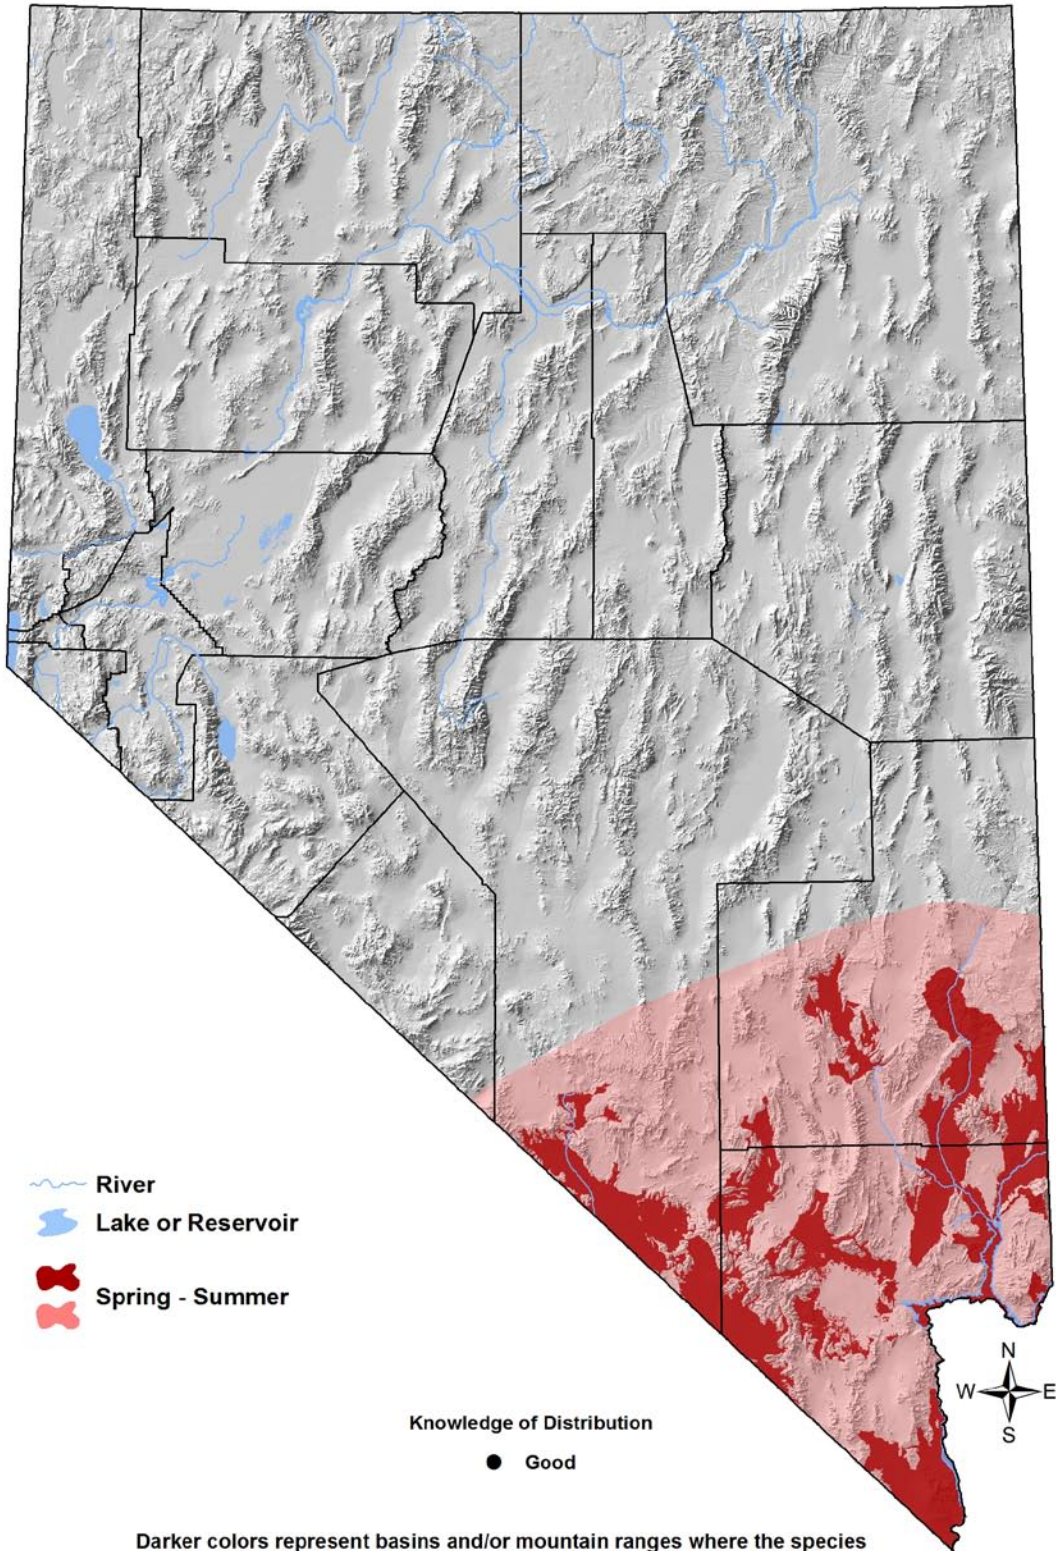 River
Lake or Reservoir
Spring - Summer
N
W E
S
Knowledge of Distribution
Good
Darker colors represent basins and/or mountain ranges where the species